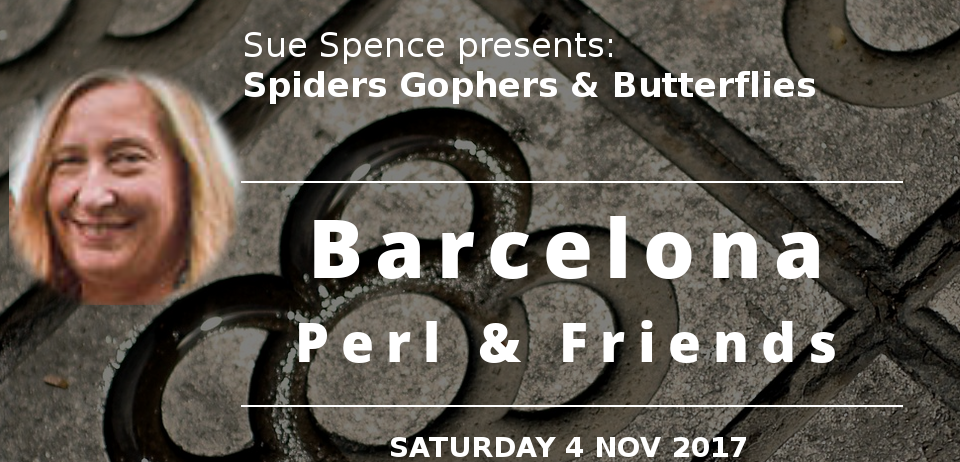 Sue Spence presents:
Spiders Gophers & Butterflies
Barcelona
Perl & Friends
SATURDAY 4 NOV 2017